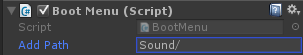 Boot Menu (Script)
Script BootMenu
Add Path Sound/